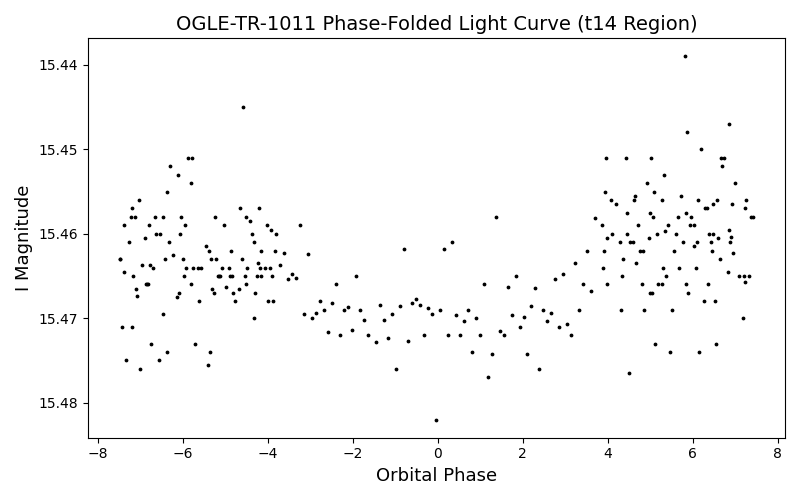 OGLE-TR-1011 Phase-Folded Light Curve (t14 Region)
15.44
15.45
15.46
15.47
15.48
I Magnitude
−8 −6 −4 −2 0 2 4 6 8
Orbital Phase